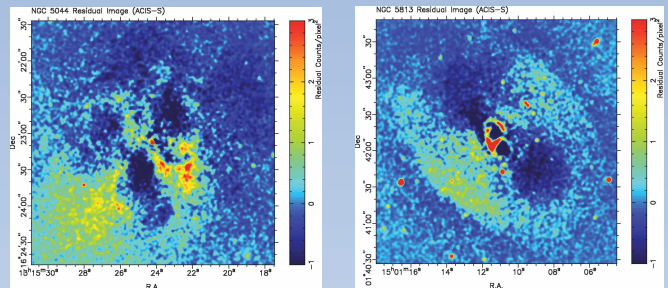 NGC 5044 Residual Image (ACIS-S)
30"
22'00"
30"
23'00"
30"
24'00"
16°24'30"
Dec
13h15m30s
28s
26s
24s
22s
20s
18s
R.A.
3
2
1
0
−1
Residual Counts/pixel
NGC 5813 Residual Image (ACIS-S)
30"
43'00"
30"
42'00"
30"
41'00"
01°40'30"
Dec
15h01m16s
14s
12s
10s
08s
06s
R.A.
3
2
1
0
−1
Residual Counts/pixel